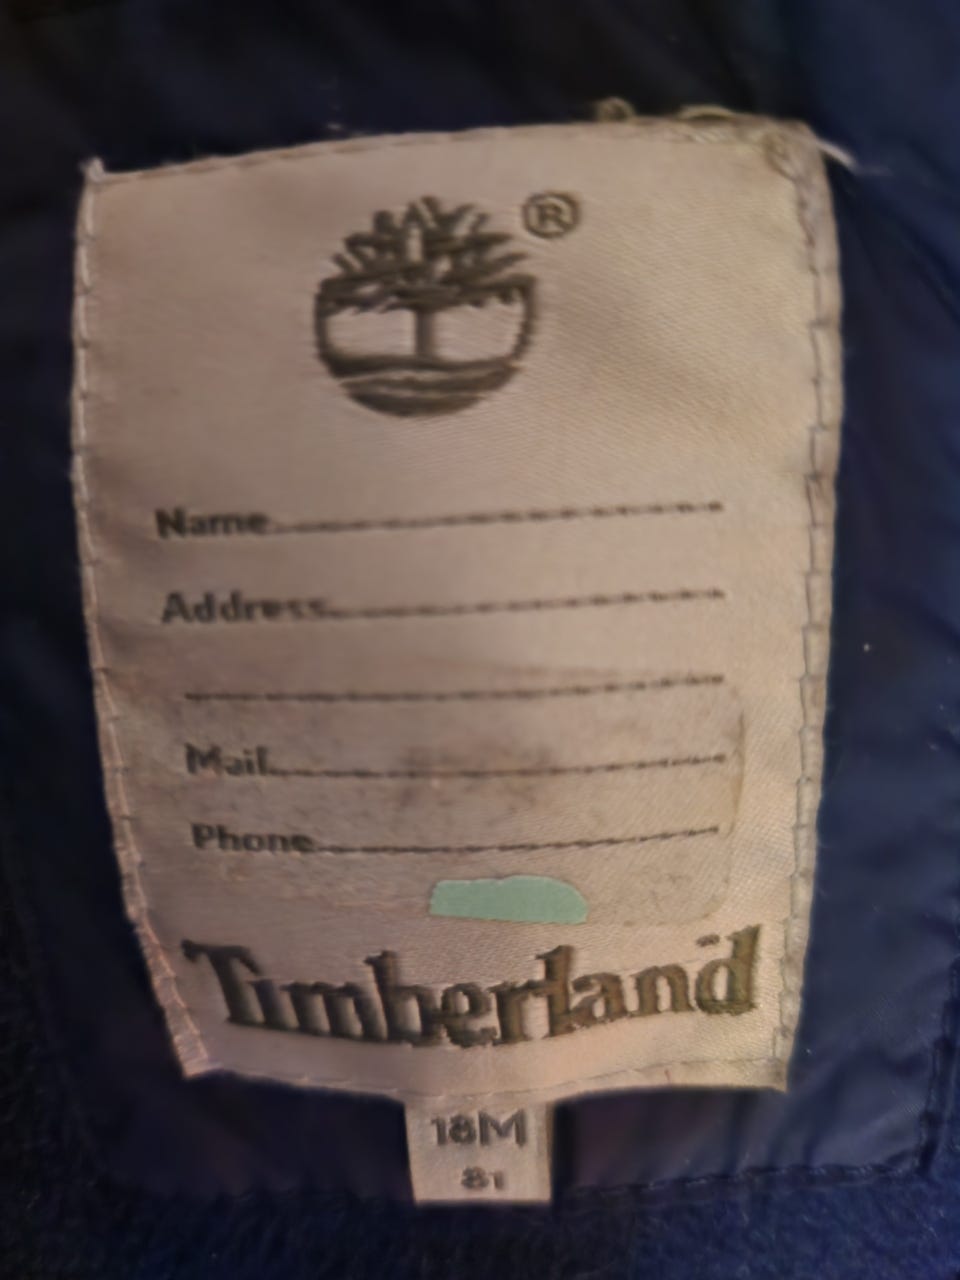 ®
Name
Address
Mail
Phone
Timberland
18M
81